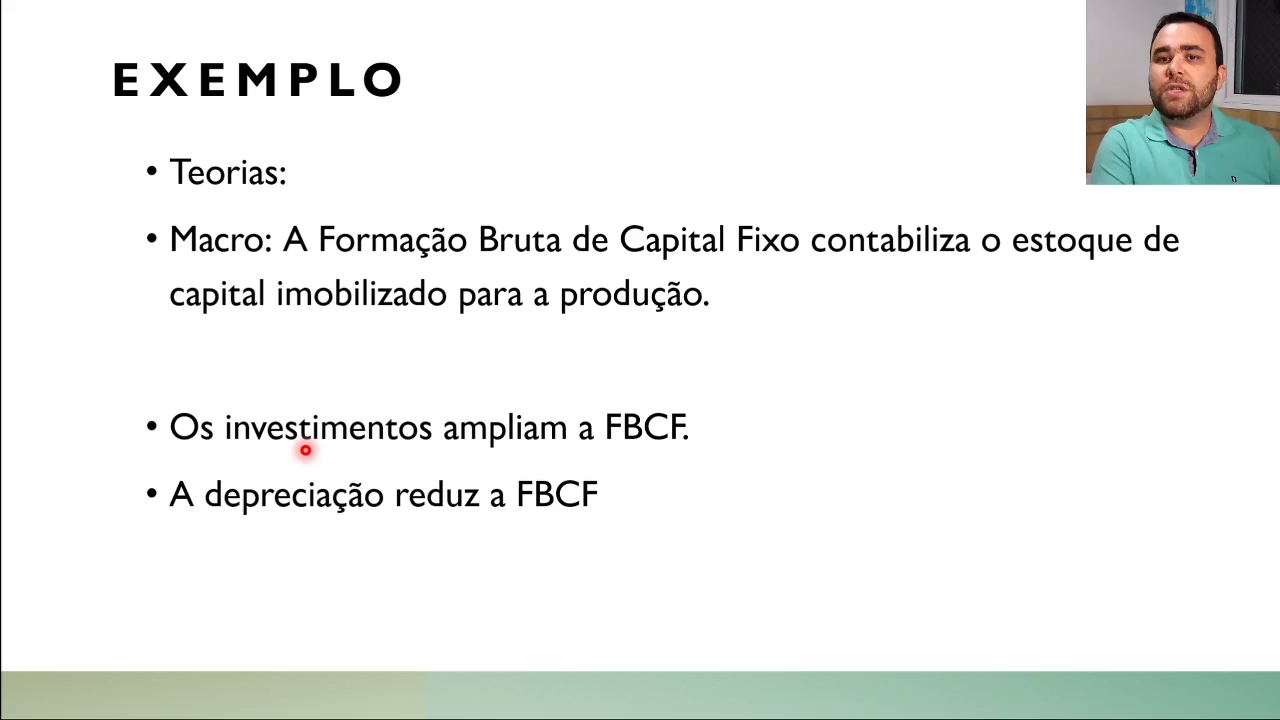 EXEMPLO
• Teorias:
• Macro: A Formação Bruta de Capital Fixo contabiliza o estoque de
capital imobilizado para a produção.
• Os investimentos ampliam a FBCF.
• A depreciação reduz a FBCF